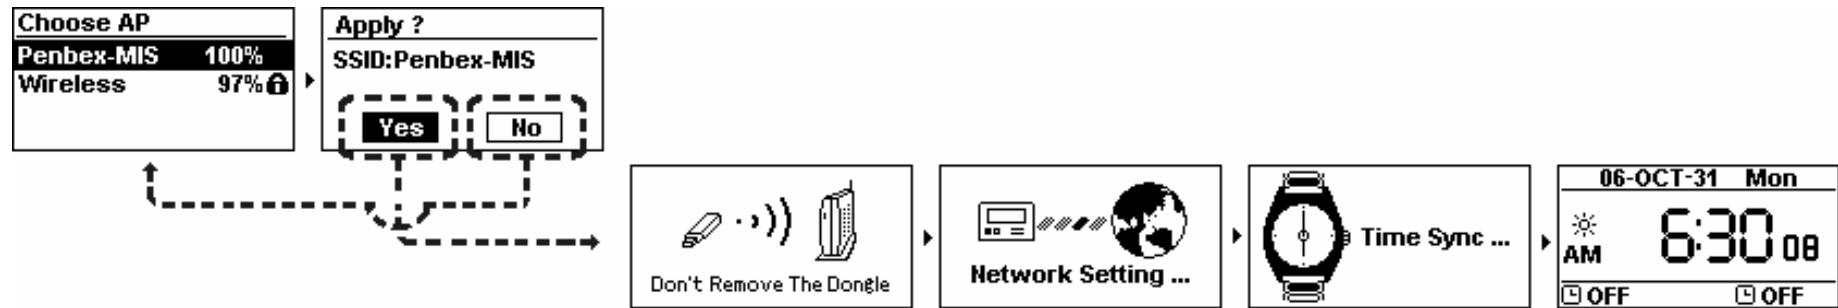 Choose AP
Penbex-MIS 100%
Wireless 97%
Apply ?
SSID:Penbex-MIS
Yes No
Don't Remove The Dongle
Network Setting ...
Time Sync ...
06-OCT-31 Mon
AM 6:30 08
OFF OFF